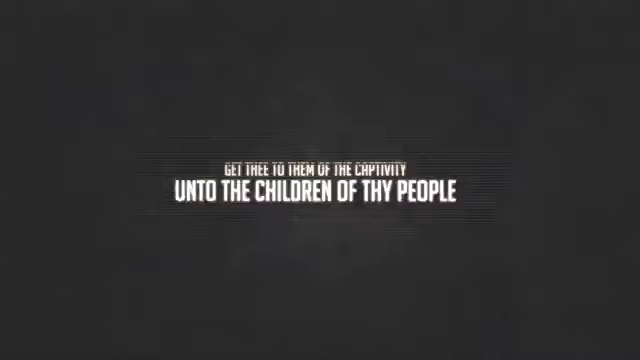 GET THEE TO THEM OF THE CAPTIVITY
UNTO THE CHILDREN OF THY PEOPLE